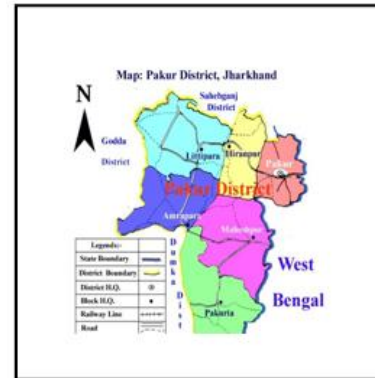 Map: Pakur District, Jharkhand
N
Sahebganj
District
Godda
District
Littipara
Hiranpur
Pakur
Pakur District
Amrapara
Maheshpur
Legends:-
State Boundary
District Boundary
District H.Q.
Block H.Q.
Railway Line
Road
Dumka
Dist
West
Bengal
Pakuria